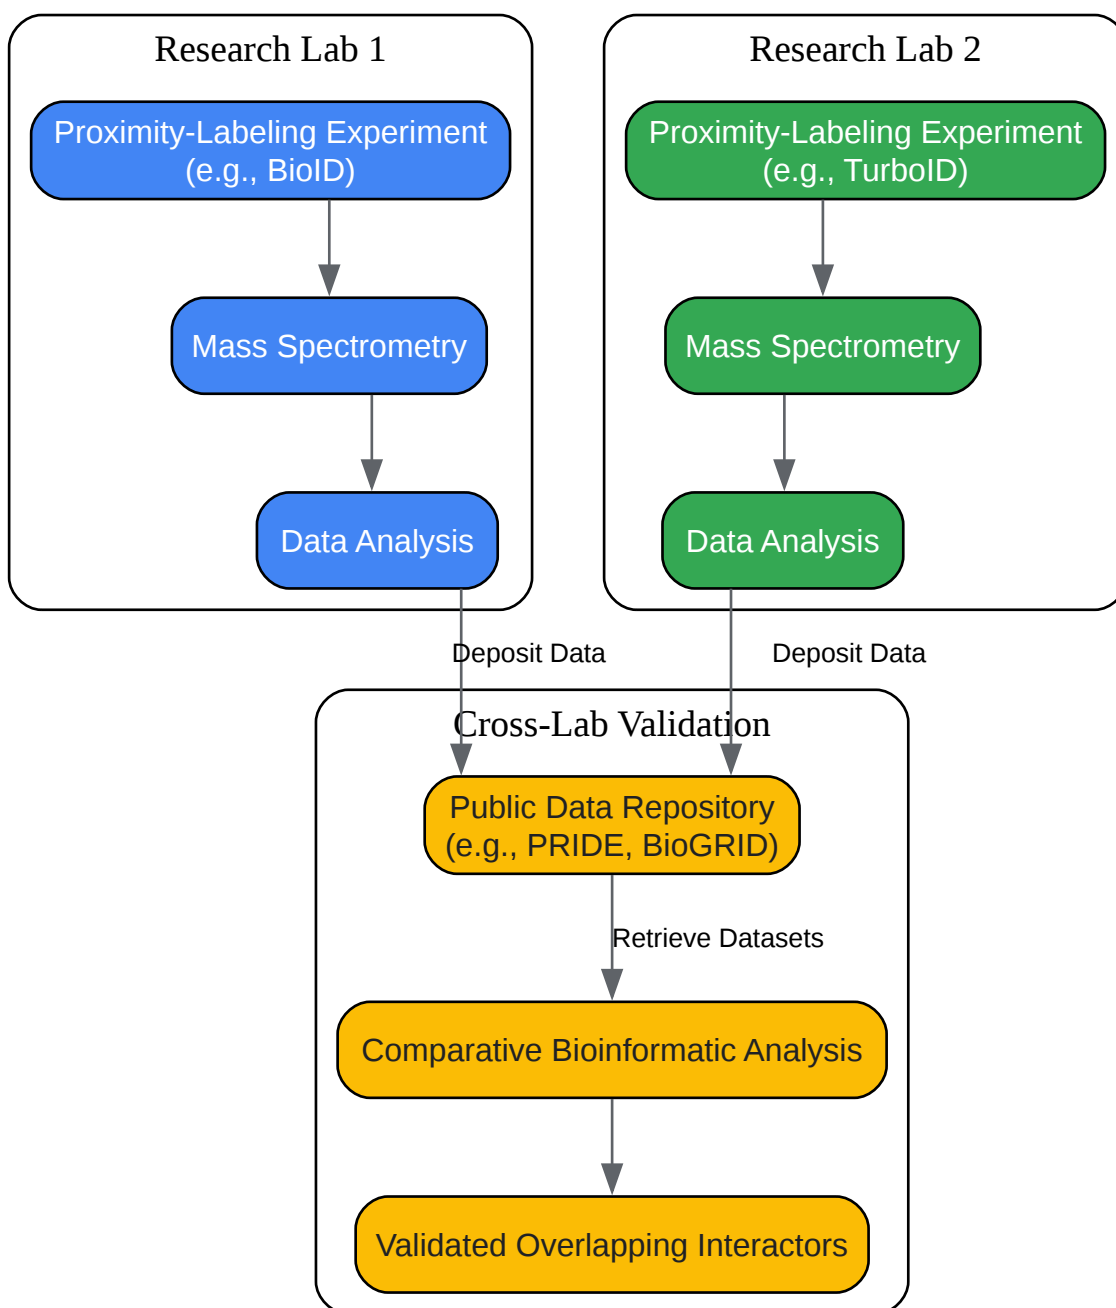 Research Lab 1
Proximity-Labeling Experiment
(e.g., BioID)
Mass Spectrometry
Data Analysis
Research Lab 2
Proximity-Labeling Experiment
(e.g., TurboID)
Mass Spectrometry
Data Analysis
Deposit Data
Deposit Data
Cross-Lab Validation
Public Data Repository
(e.g., PRIDE, BioGRID)
Retrieve Datasets
Comparative Bioinformatic Analysis
Validated Overlapping Interactors